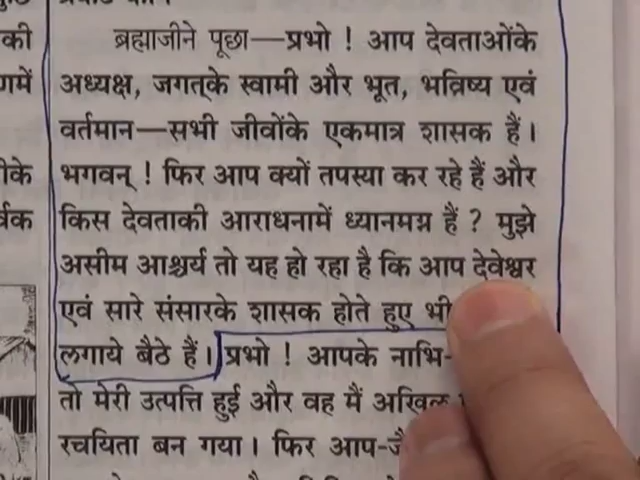 की
णमें
ीके
र्वक
ब्रह्माजीने पूछा—प्रभो ! आप देवताओंके
अध्यक्ष, जगत्के स्वामी और भूत, भविष्य एवं
वर्तमान—सभी जीवोंके एकमात्र शासक हैं।
भगवन् ! फिर आप क्यों तपस्या कर रहे हैं और
किस देवताकी आराधनामें ध्यानमग्न हैं ? मुझे
असीम आश्चर्य तो यह हो रहा है कि आप देवेश्वर
एवं सारे संसारके शासक होते हुए भी
लगाये बैठे हैं। प्रभो ! आपके नाभि-
तो मेरी उत्पत्ति हुई और वह मैं अखिल
रचयिता बन गया। फिर आप-जै